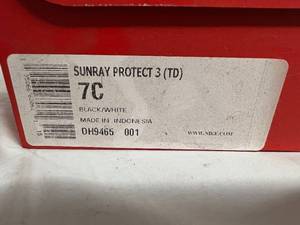 SUNRAY PROTECT 3 (TD)
7C
BLACK/WHITE
MADE IN INDONESIA
DH9465 001
WWW.NIKE.COM